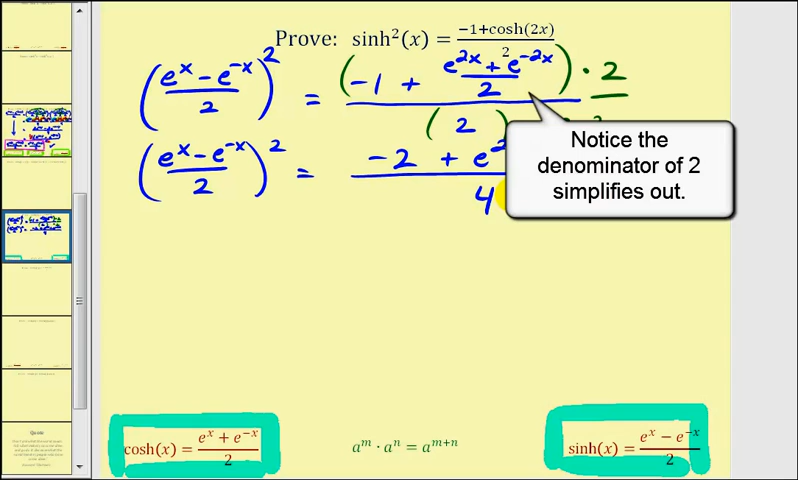 Prove: sinh²(x) = (-1+cosh(2x))/2
((eˣ - e⁻ˣ)/2)² = (-1 + (e²ˣ + e⁻²ˣ)/2) · 2
(2)
((eˣ - e⁻ˣ)/2)² = (-2 + e²)/4
Notice the
denominator of 2
simplifies out.
cosh(x) = (eˣ + e⁻ˣ)/2
aᵐ · aⁿ = aᵐ⁺ⁿ
sinh(x) = (eˣ - e⁻ˣ)/2